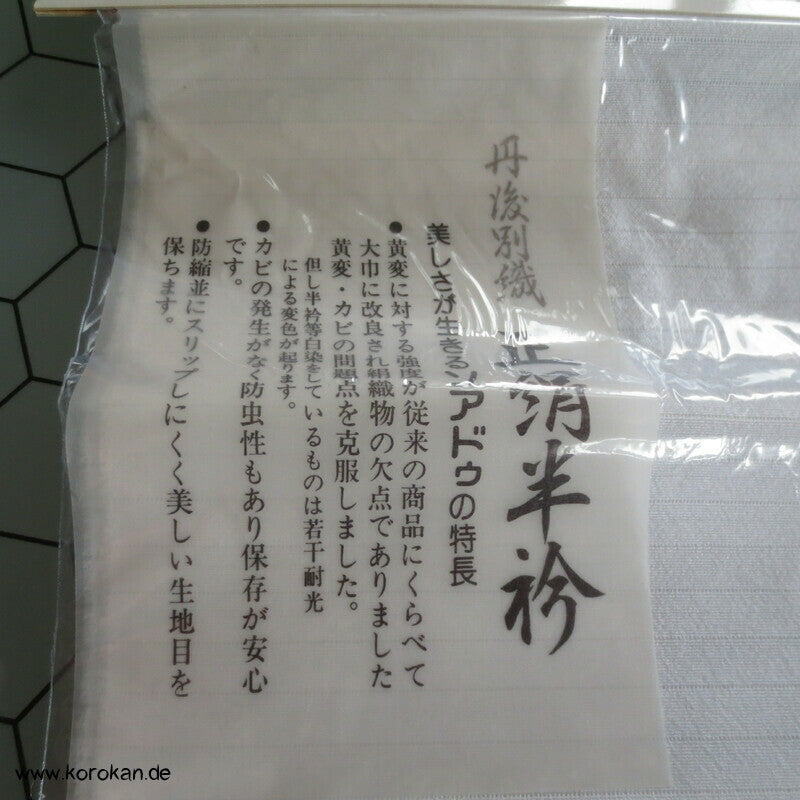 丹後別織 正絹半衿
美しさが生きるシアドゥの特長
●黄変に対する強度が従来の商品にくらべて
大巾に改良され絹織物の欠点でありました
黄変・カビの問題点を克服しました。
但し半衿等白染をしているものは若干耐光
による変色が起ります。
●カビの発生がなく防虫性もあり保存が安心
です。
●防縮並にスリップしにくく美しい生地目を
保ちます。
www.korokan.de